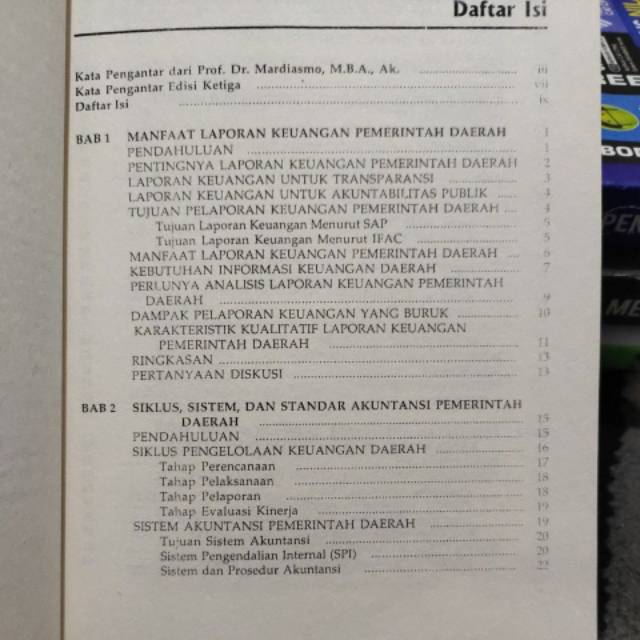 Daftar Isi
Kata Pengantar dari Prof. Dr. Mardiasmo, M.B.A., Ak. iii
Kata Pengantar Edisi Ketiga vii
Daftar Isi ix
BAB 1 MANFAAT LAPORAN KEUANGAN PEMERINTAH DAERAH 1
PENDAHULUAN 1
PENTINGNYA LAPORAN KEUANGAN PEMERINTAH DAERAH 2
LAPORAN KEUANGAN UNTUK TRANSPARANSI 3
LAPORAN KEUANGAN UNTUK AKUNTABILITAS PUBLIK
TUJUAN PELAPORAN KEUANGAN PEMERINTAH DAERAH 4
Tujuan Laporan Keuangan Menurut SAP 5
Tujuan Laporan Keuangan Menurut IFAC 5
MANFAAT LAPORAN KEUANGAN PEMERINTAH DAERAH 6
KEBUTUHAN INFORMASI KEUANGAN DAERAH 7
PERLUNYA ANALISIS LAPORAN KEUANGAN PEMERINTAH
DAERAH 9
DAMPAK PELAPORAN KEUANGAN YANG BURUK 10
KARAKTERISTIK KUALITATIF LAPORAN KEUANGAN
PEMERINTAH DAERAH 11
RINGKASAN 13
PERTANYAAN DISKUSI 13
BAB 2 SIKLUS, SISTEM, DAN STANDAR AKUNTANSI PEMERINTAH
DAERAH 15
PENDAHULUAN 15
SIKLUS PENGELOLAAN KEUANGAN DAERAH 16
Tahap Perencanaan 17
Tahap Pelaksanaan 18
Tahap Pelaporan 18
Tahap Evaluasi Kinerja 19
SISTEM AKUNTANSI PEMERINTAH DAERAH 19
Tujuan Sistem Akuntansi 20
Sistem Pengendalian Internal (SPI) 20
Sistem dan Prosedur Akuntansi 22